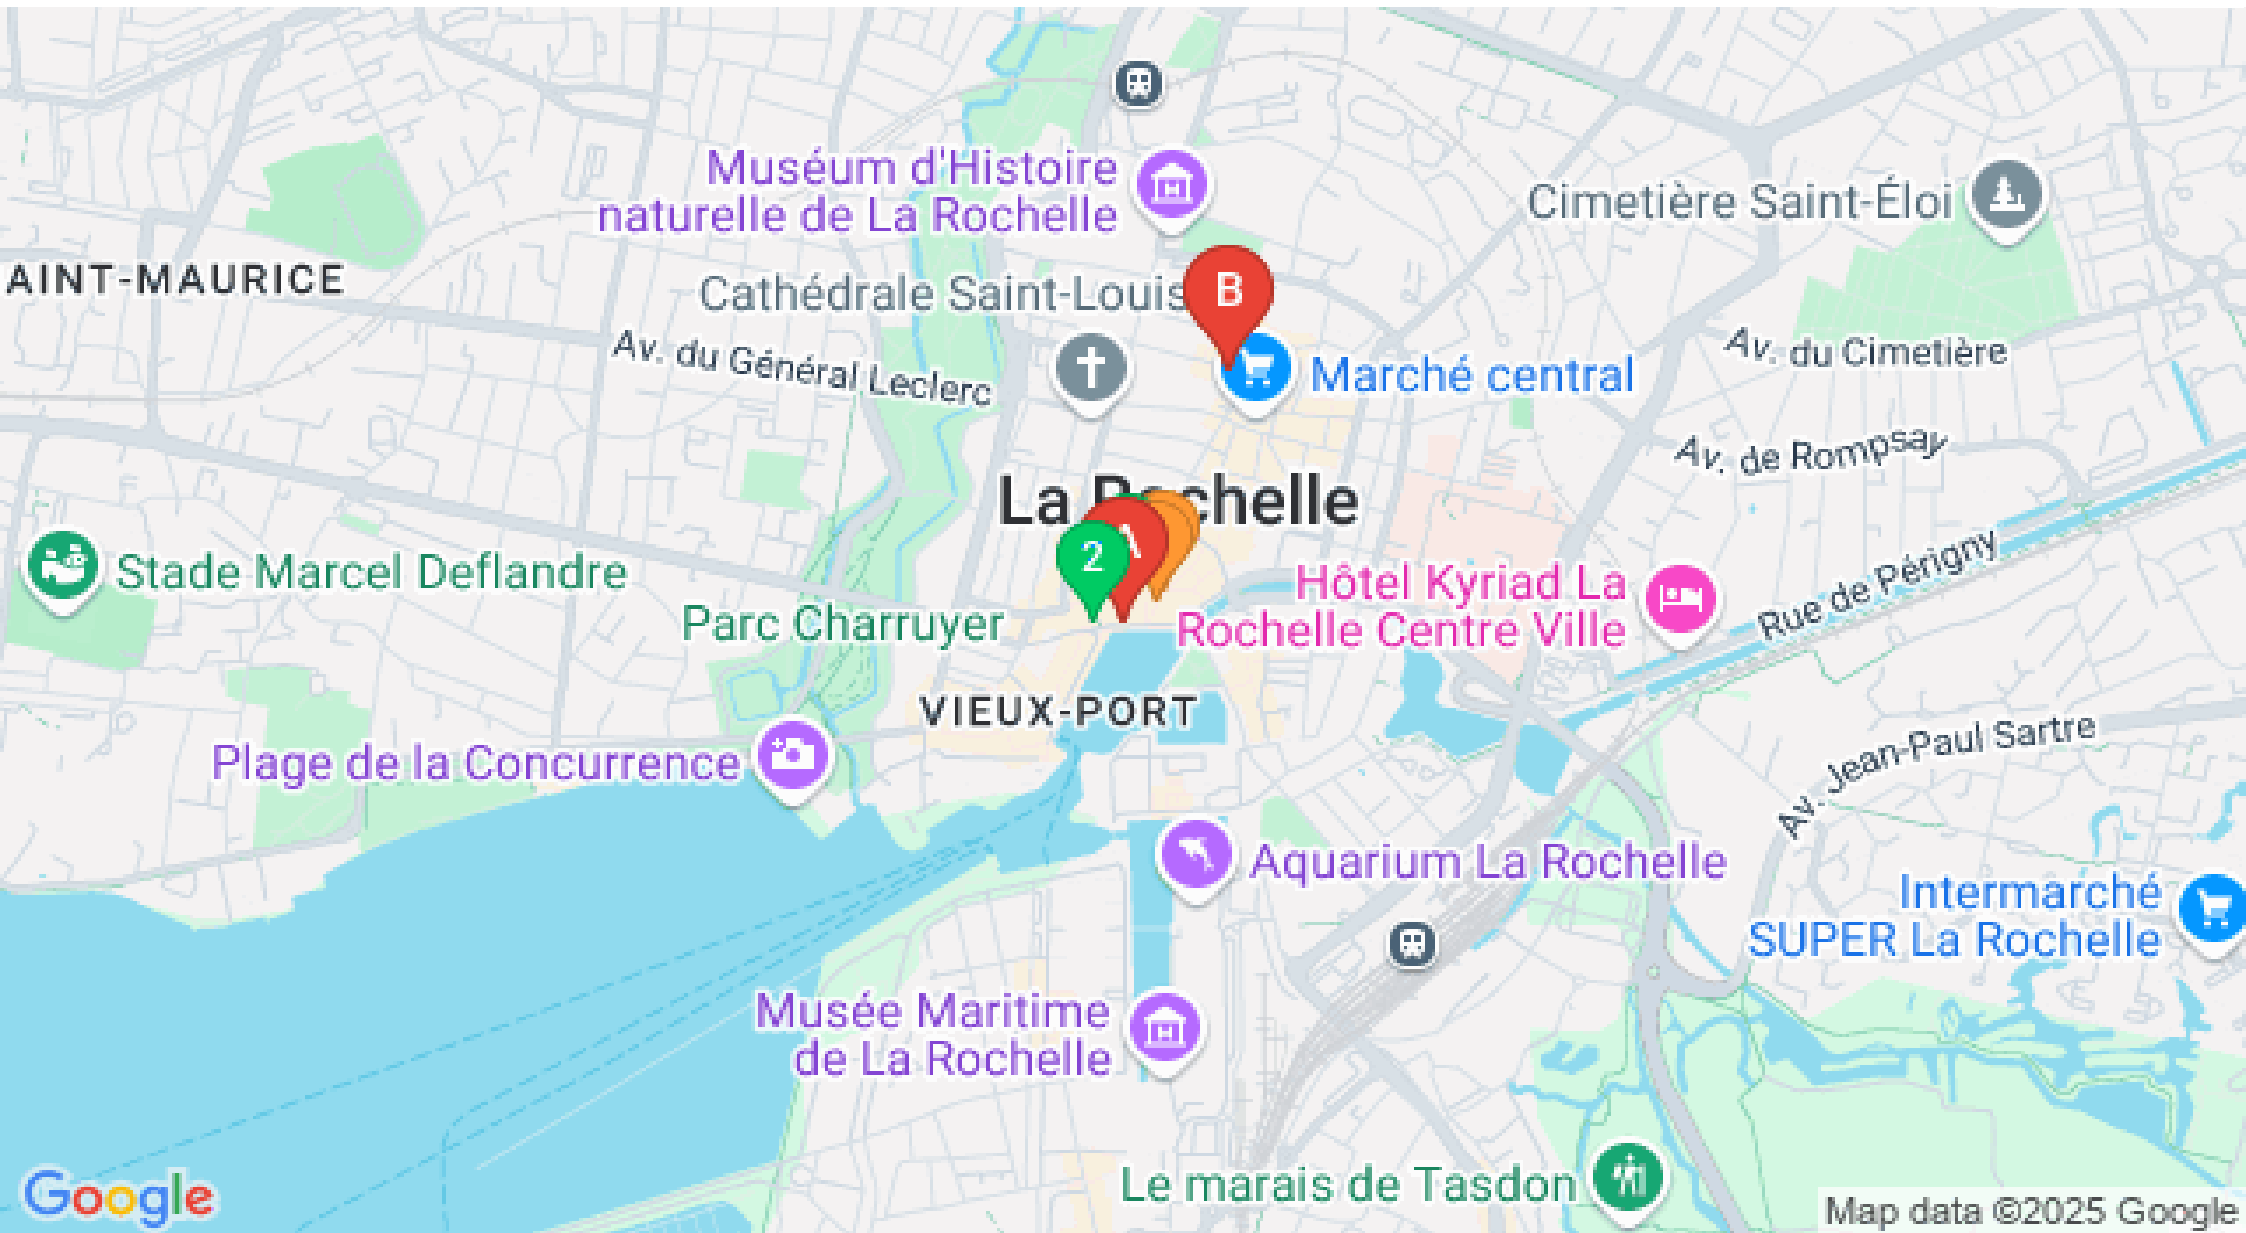 Muséum d'Histoire
naturelle de La Rochelle
Cimetière Saint-Éloi
AINT-MAURICE
Cathédrale Saint-Louis
B
Av. du Général Leclerc
Marché central
Av. du Cimetière
Av. de Rompsay
La Rochelle
A
2
Stade Marcel Deflandre
Parc Charruyer
Hôtel Kyriad La
Rochelle Centre Ville
Rue de Périgny
VIEUX-PORT
Plage de la Concurrence
Av. Jean-Paul Sartre
Aquarium La Rochelle
Intermarché
SUPER La Rochelle
Musée Maritime
de La Rochelle
Le marais de Tasdon
Google
Map data ©2025 Google